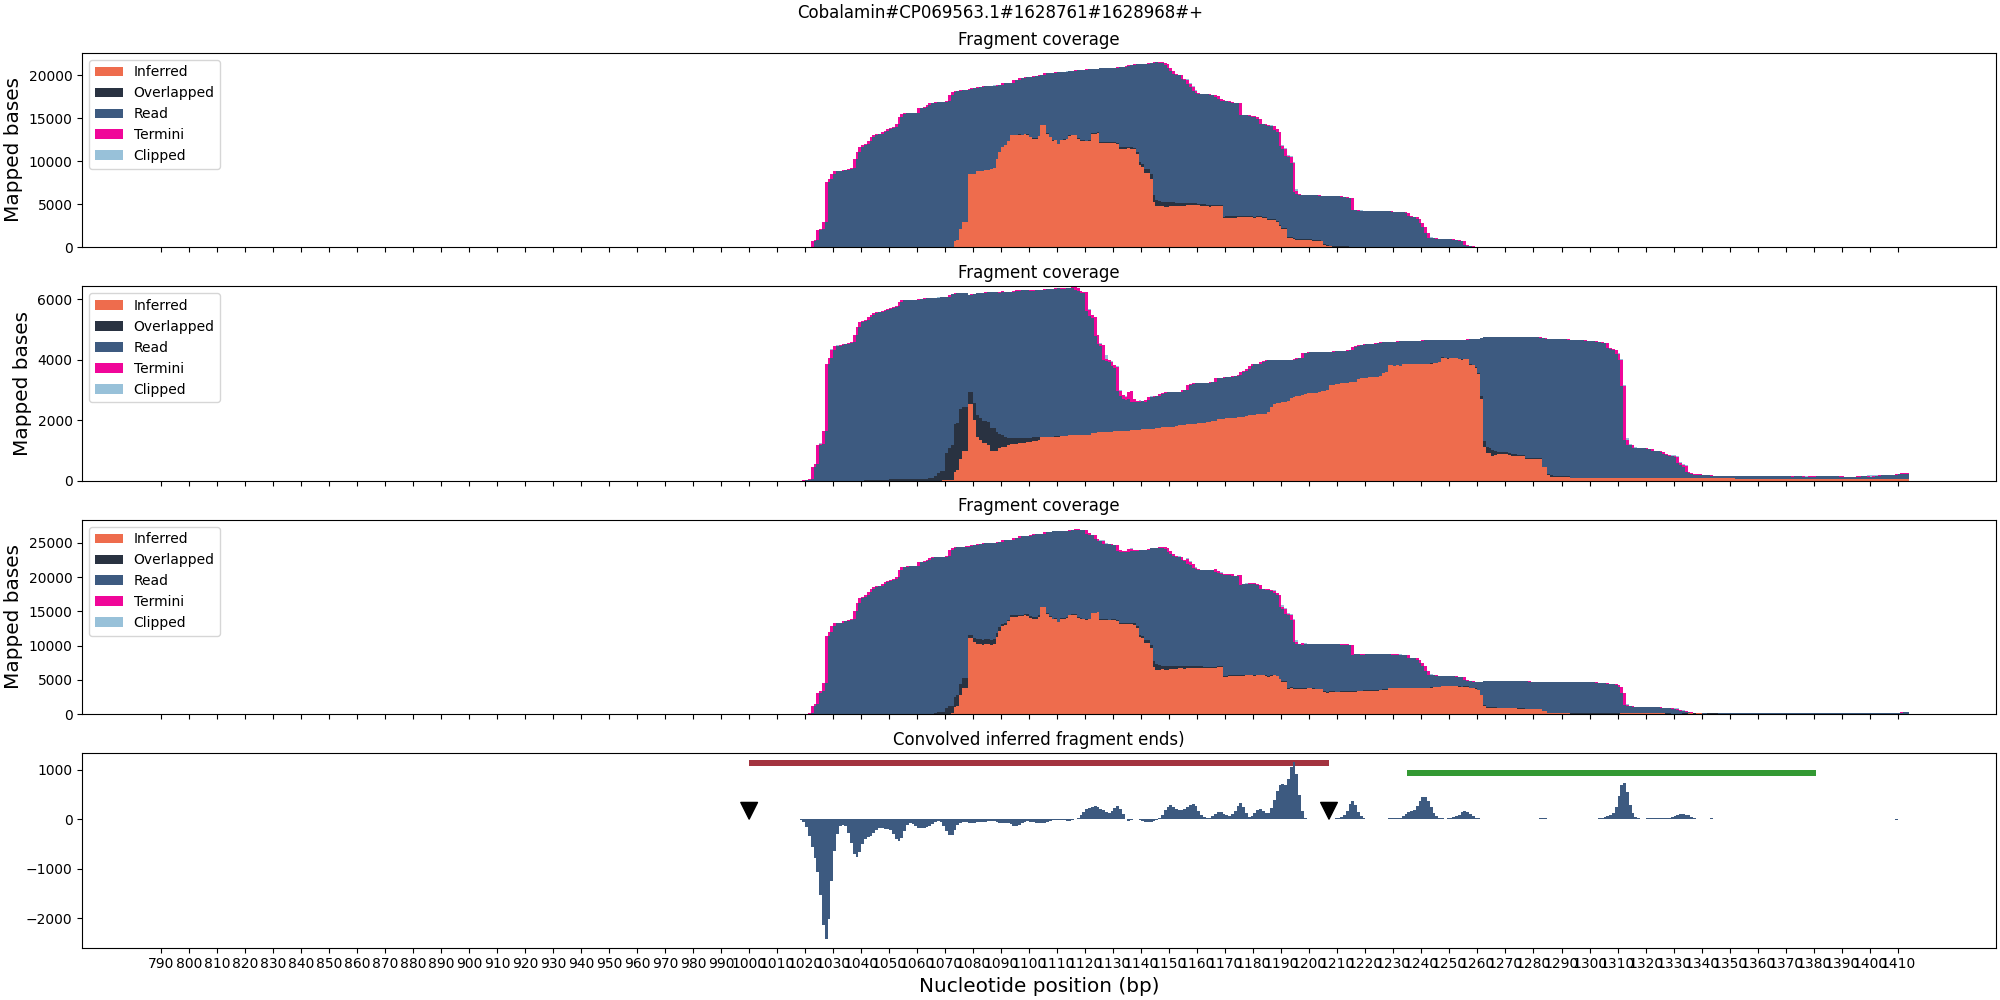 Cobalamin#CP069563.1#1628761#1628968#+
Fragment coverage
Mapped bases
20000
15000
10000
5000
0
Inferred
Overlapped
Read
Termini
Clipped
Fragment coverage
Mapped bases
6000
4000
2000
0
Inferred
Overlapped
Read
Termini
Clipped
Fragment coverage
Mapped bases
25000
20000
15000
10000
5000
0
Inferred
Overlapped
Read
Termini
Clipped
Convolved inferred fragment ends)
1000
0
−1000
−2000
790 800 810 820 830 840 850 860 870 880 890 900 910 920 930 940 950 960 970 980 990 1000 1010 1020 1030 1040 1050 1060 1070 1080 1090 1100 1110 1120 1130 1140 1150 1160 1170 1180 1190 1200 1210 1220 1230 1240 1250 1260 1270 1280 1290 1300 1310 1320 1330 1340 1350 1360 1370 1380 1390 1400 1410
Nucleotide position (bp)